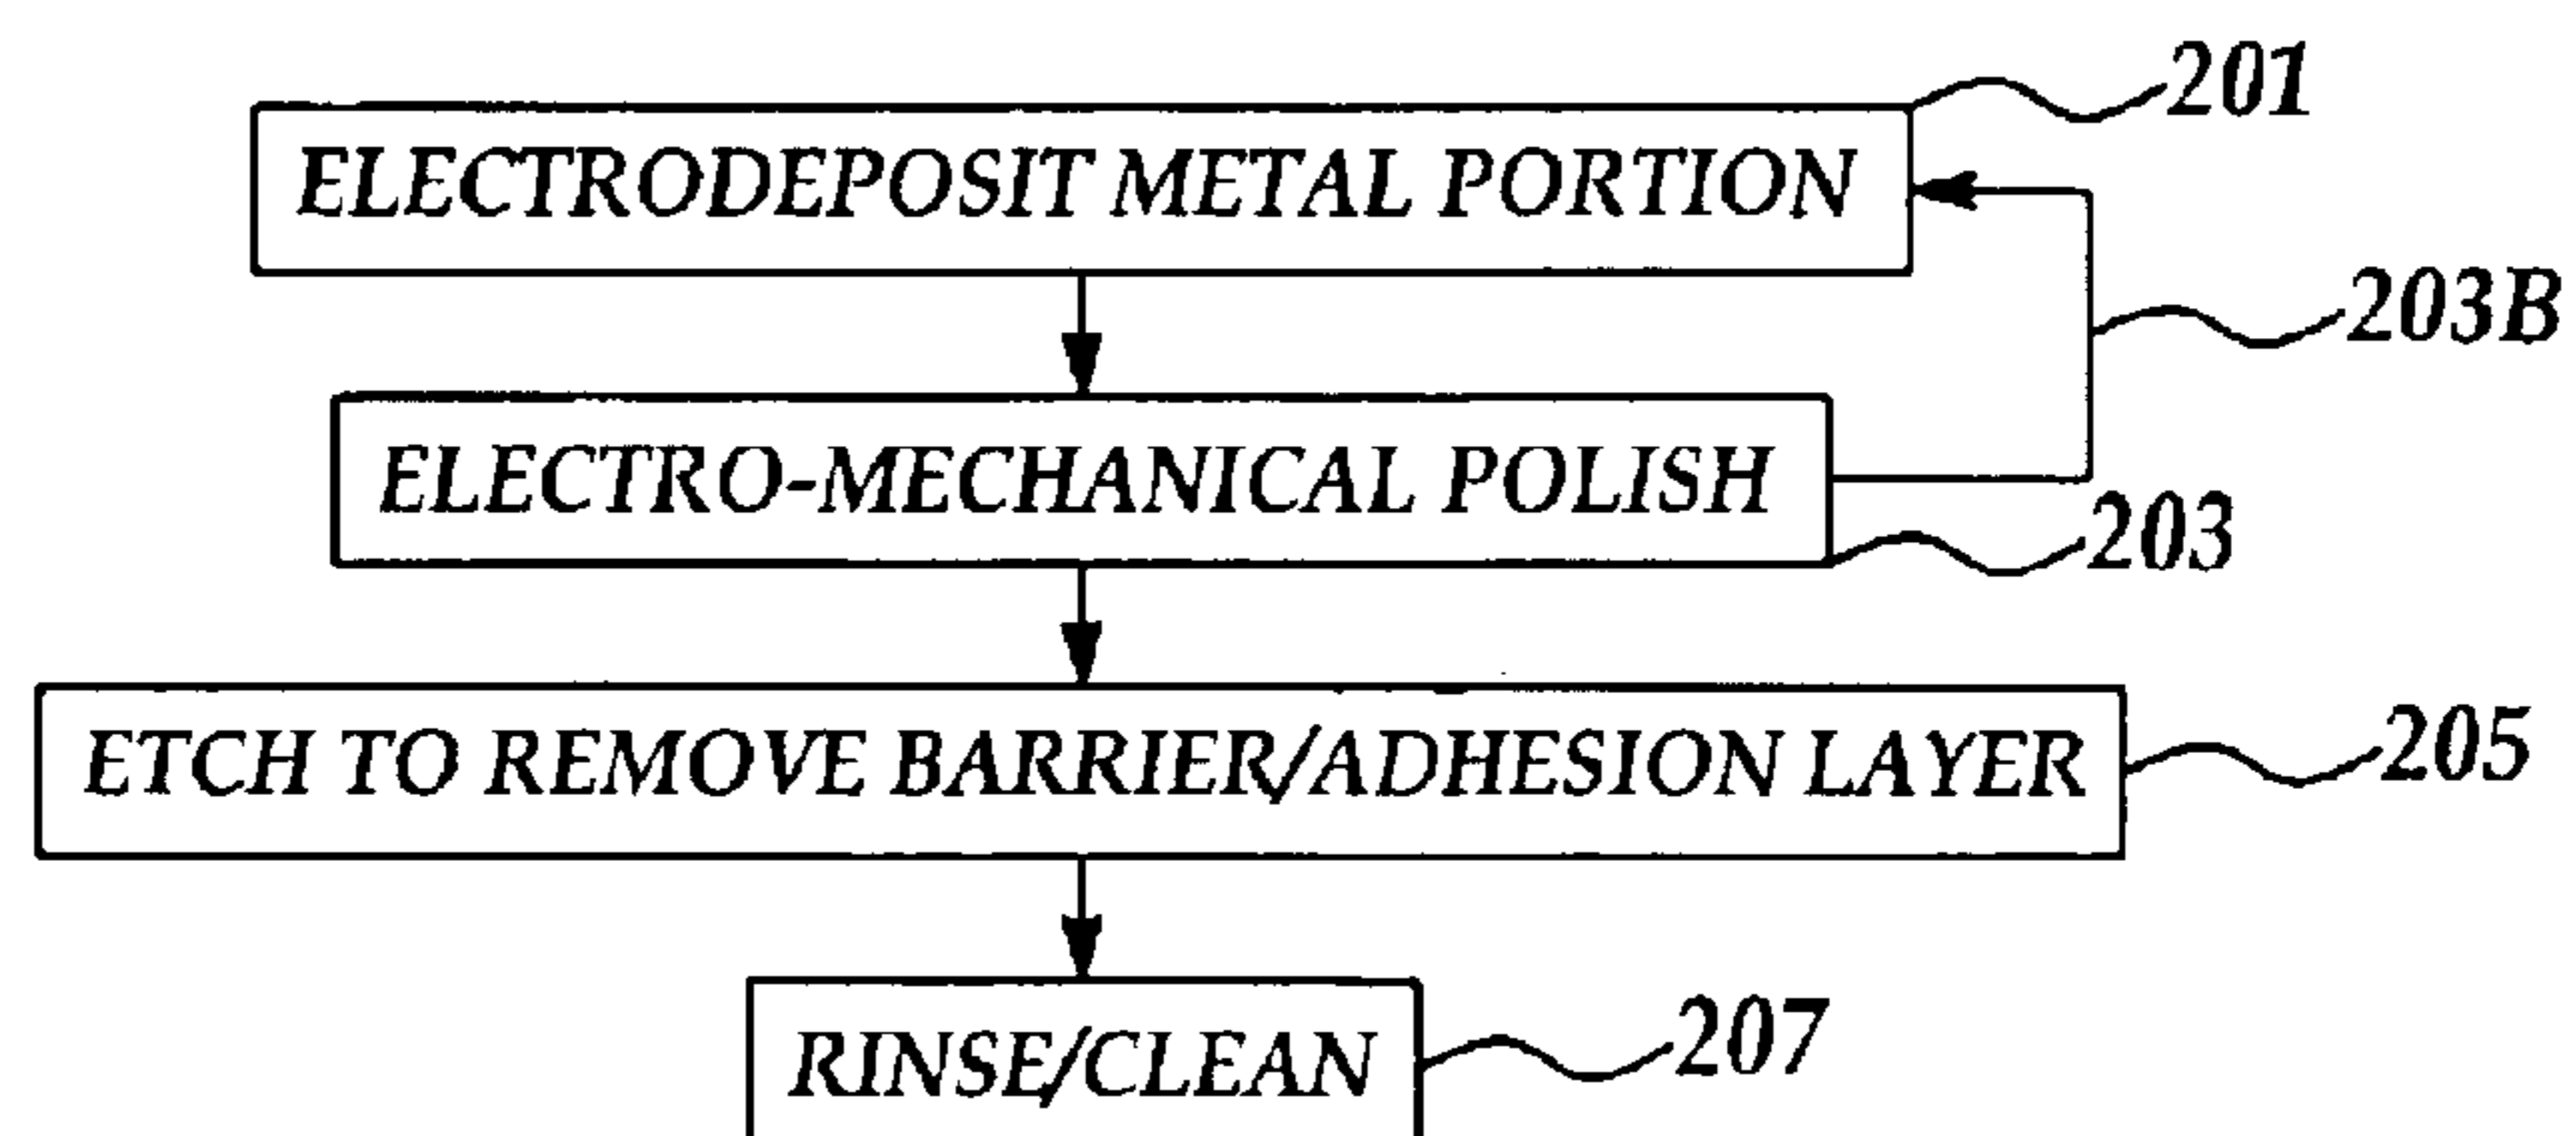 201
ELECTRODEPOSIT METAL PORTION
203B
ELECTRO-MECHANICAL POLISH
203
ETCH TO REMOVE BARRIER/ADHESION LAYER
205
RINSE/CLEAN
207